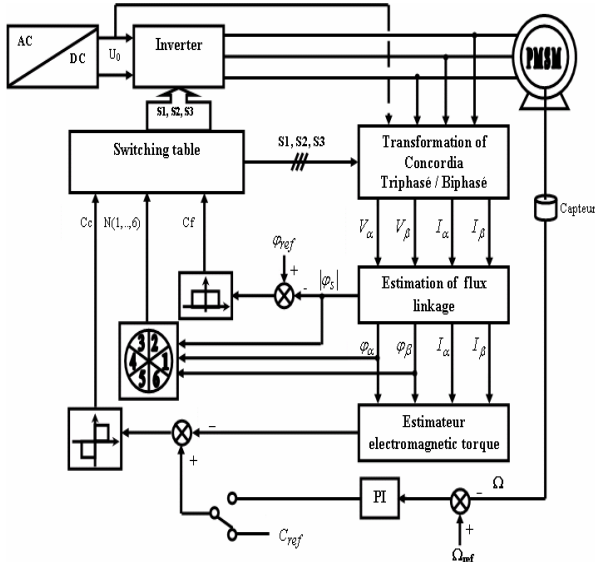 AC
DC
U0
Inverter
PMSM
S1, S2, S3
Switching table
S1, S2, S3
Transformation of
Concordia
Triphasé / Biphasé
Capteur
Cc
N(1,..,6)
Cf
Vα
Vβ
Iα
Iβ
φref
+
-
|φs|
Estimation of flux
linkage
3 2
4 1
5 6
φα
φβ
Iα
Iβ
Estimateur
electromagnetic torque
−
+
PI
-
Ω
+
Cref
Ωref